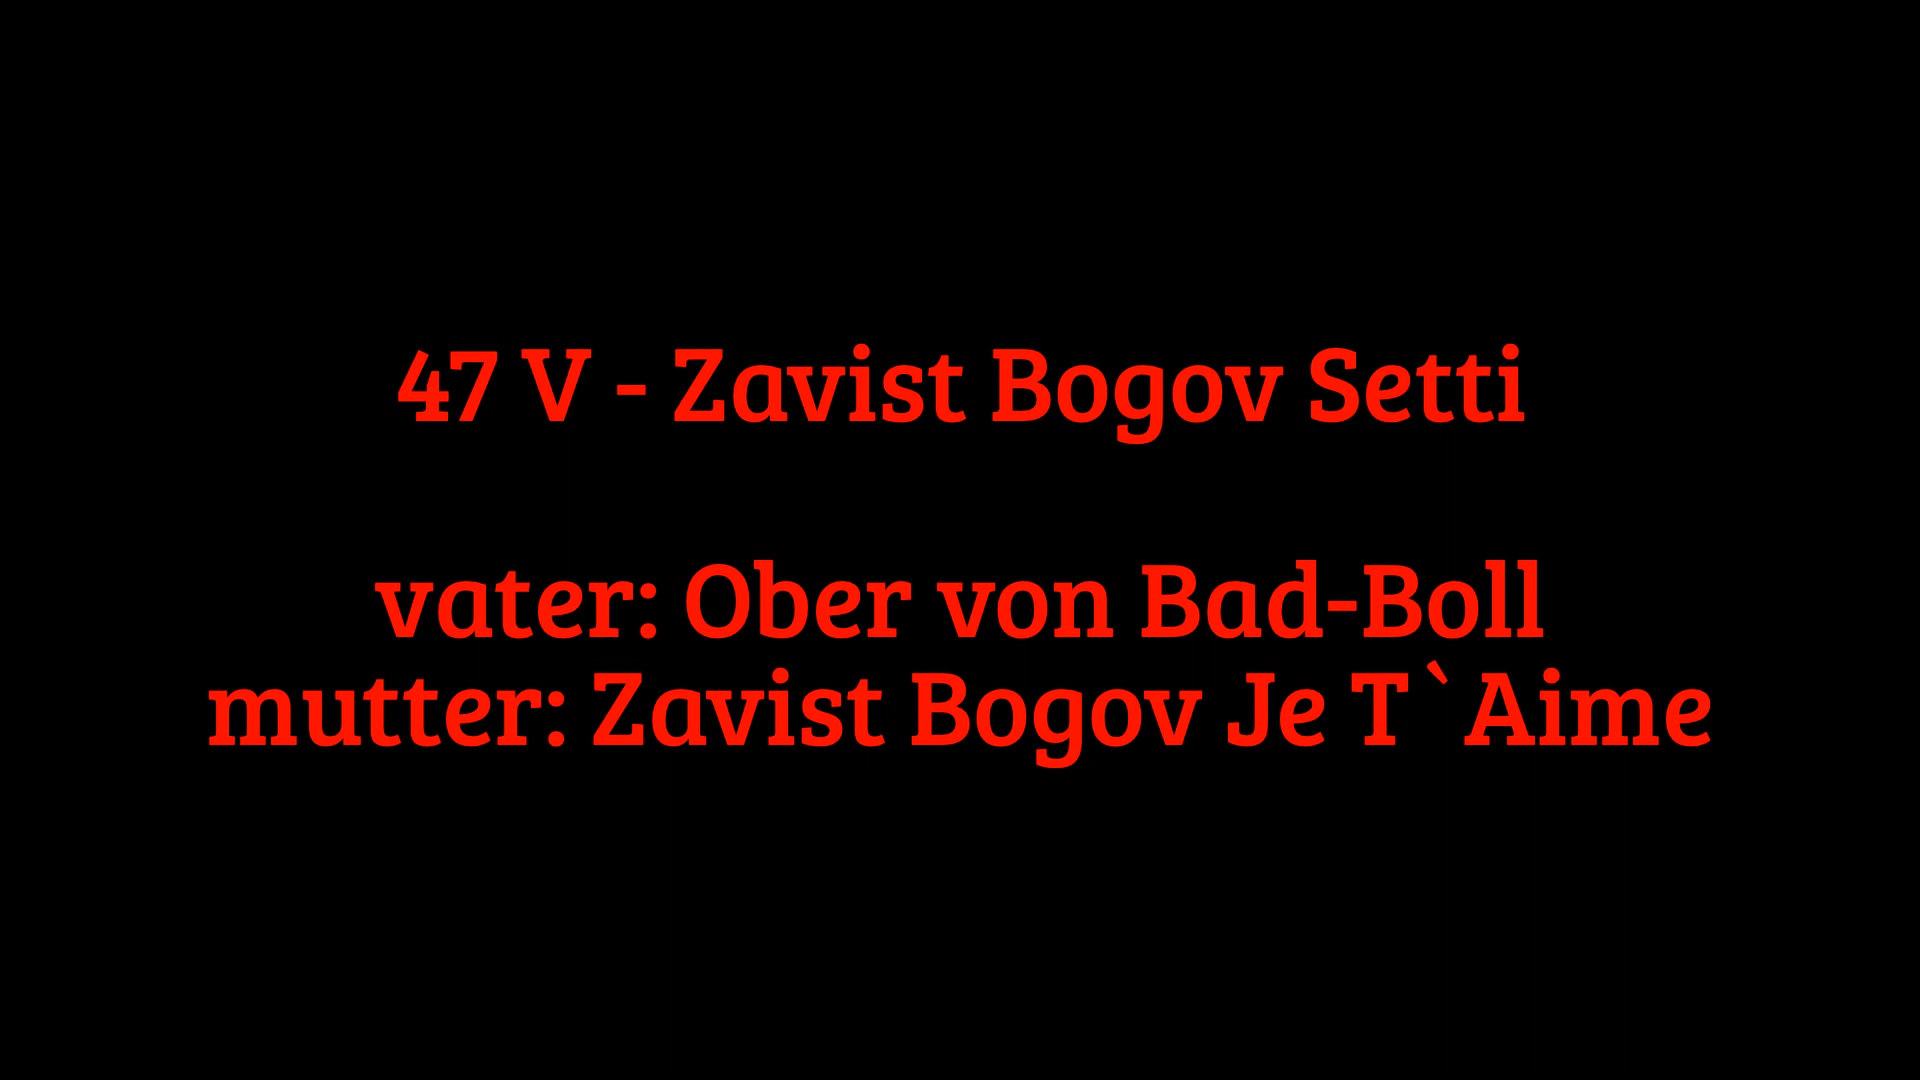 47 V - Zavist Bogov Setti
vater: Ober von Bad-Boll
mutter: Zavist Bogov Je T`Aime